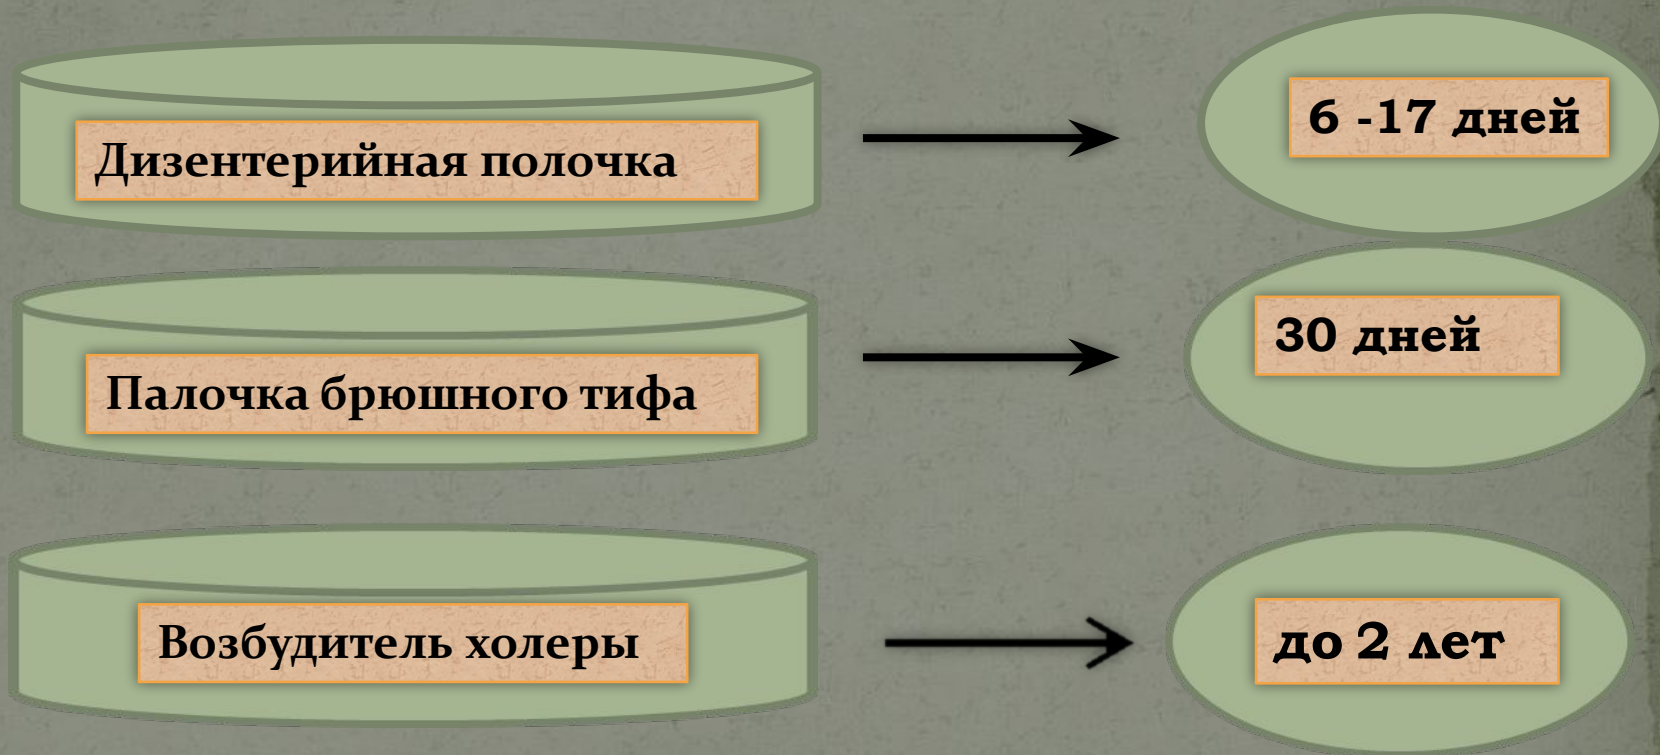 Дизентерийная полочка
6 -17 дней
Палочка брюшного тифа
30 дней
Возбудитель холеры
до 2 лет